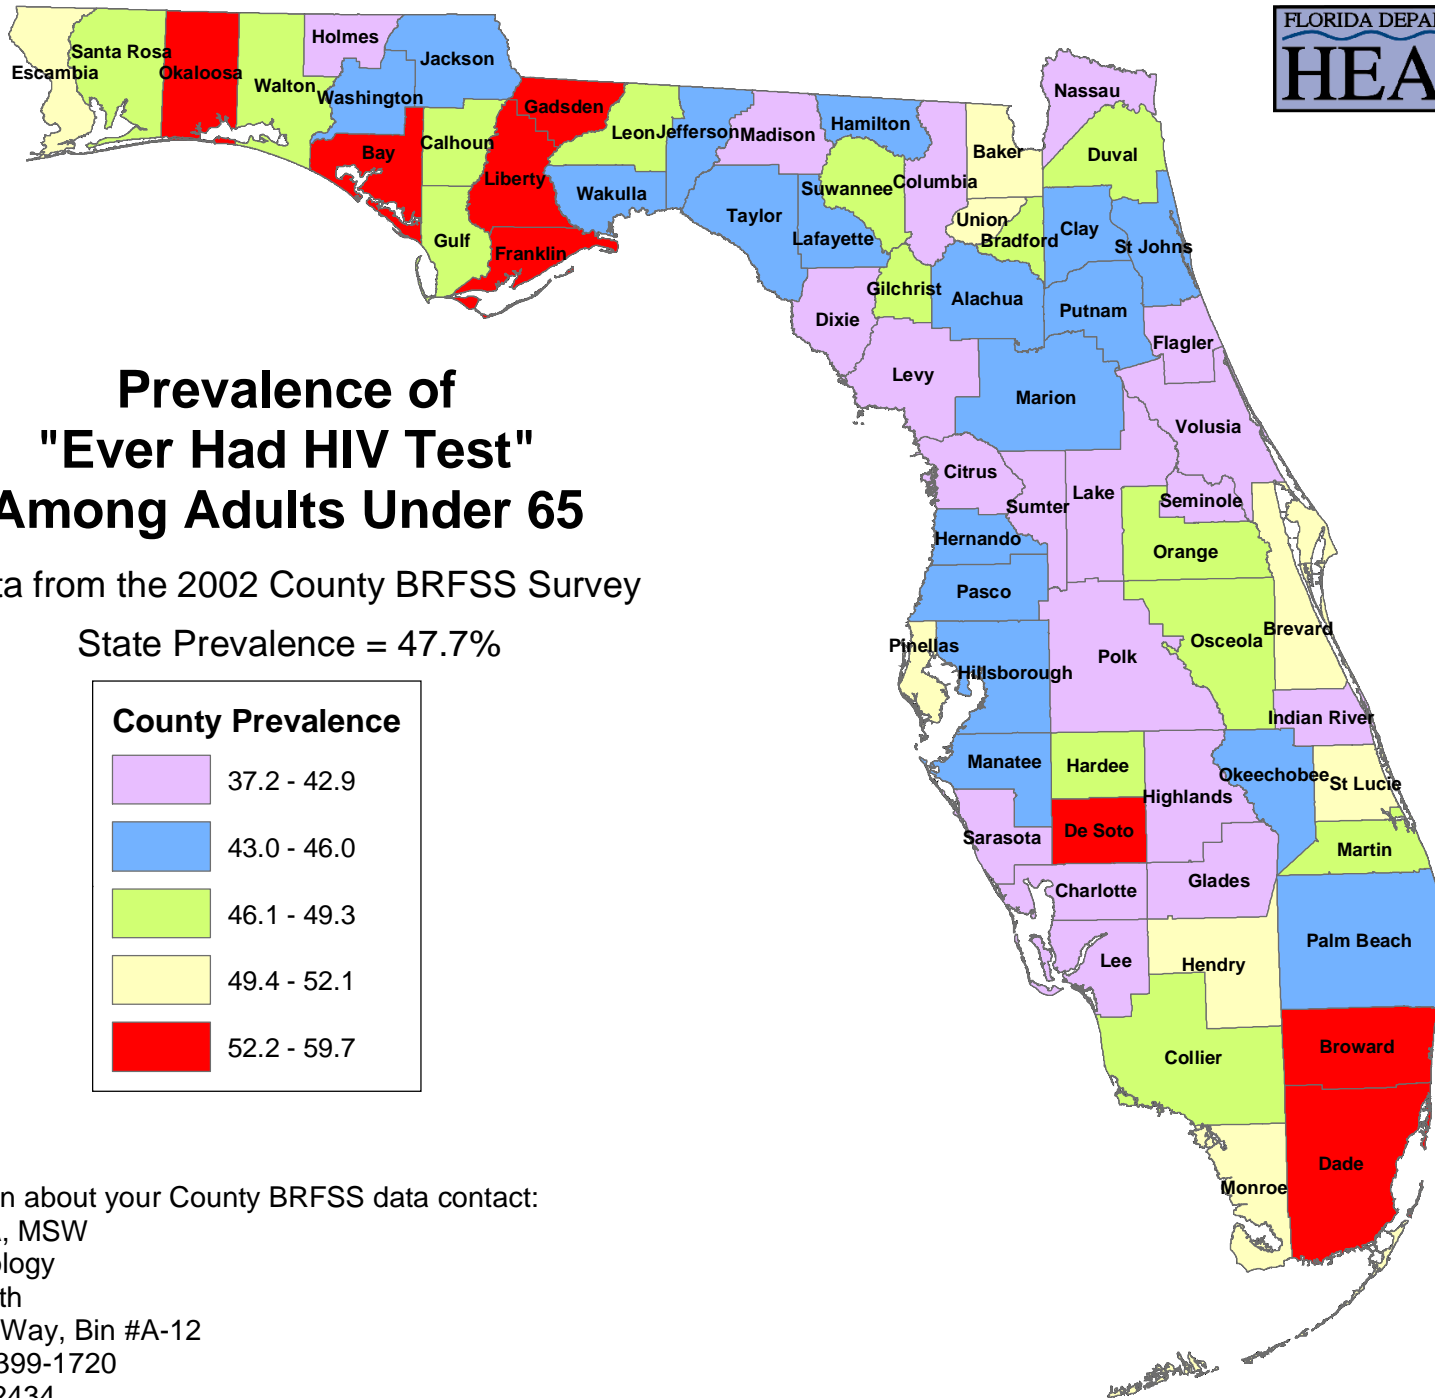 FLORIDA
HEA
Holmes
Santa Rosa
Jackson
Escambia
Okaloosa
Walton
Washington
Nassau
Gadsden
Leon
Jefferson
Madison
Hamilton
Calhoun
Bay
Baker
Duval
Liberty
Wakulla
Suwannee
Columbia
Taylor
Union
Clay
Bradford
Lafayette
St Johns
Gulf
Franklin
Gilchrist
Alachua
Putnam
Dixie
Flagler
Levy
Marion
Volusia
Citrus
Lake
Seminole
Sumter
Hernando
Orange
Pasco
Brevard
Osceola
Pinellas
Polk
Hillsborough
Indian River
Manatee
Hardee
Okeechobee
St Lucie
Highlands
De Soto
Sarasota
Martin
Glades
Charlotte
Palm Beach
Lee
Hendry
Broward
Collier
Dade
Monroe
Prevalence of
"Ever Had HIV Test"
Among Adults Under 65
from the 2002 County BRFSS Survey
State Prevalence = 47.7%
County Prevalence
37.2 - 42.9
43.0 - 46.0
46.1 - 49.3
49.4 - 52.1
52.2 - 59.7
about your County BRFSS data contact:
, MSW
Way, Bin #A-12
399-1720
2434